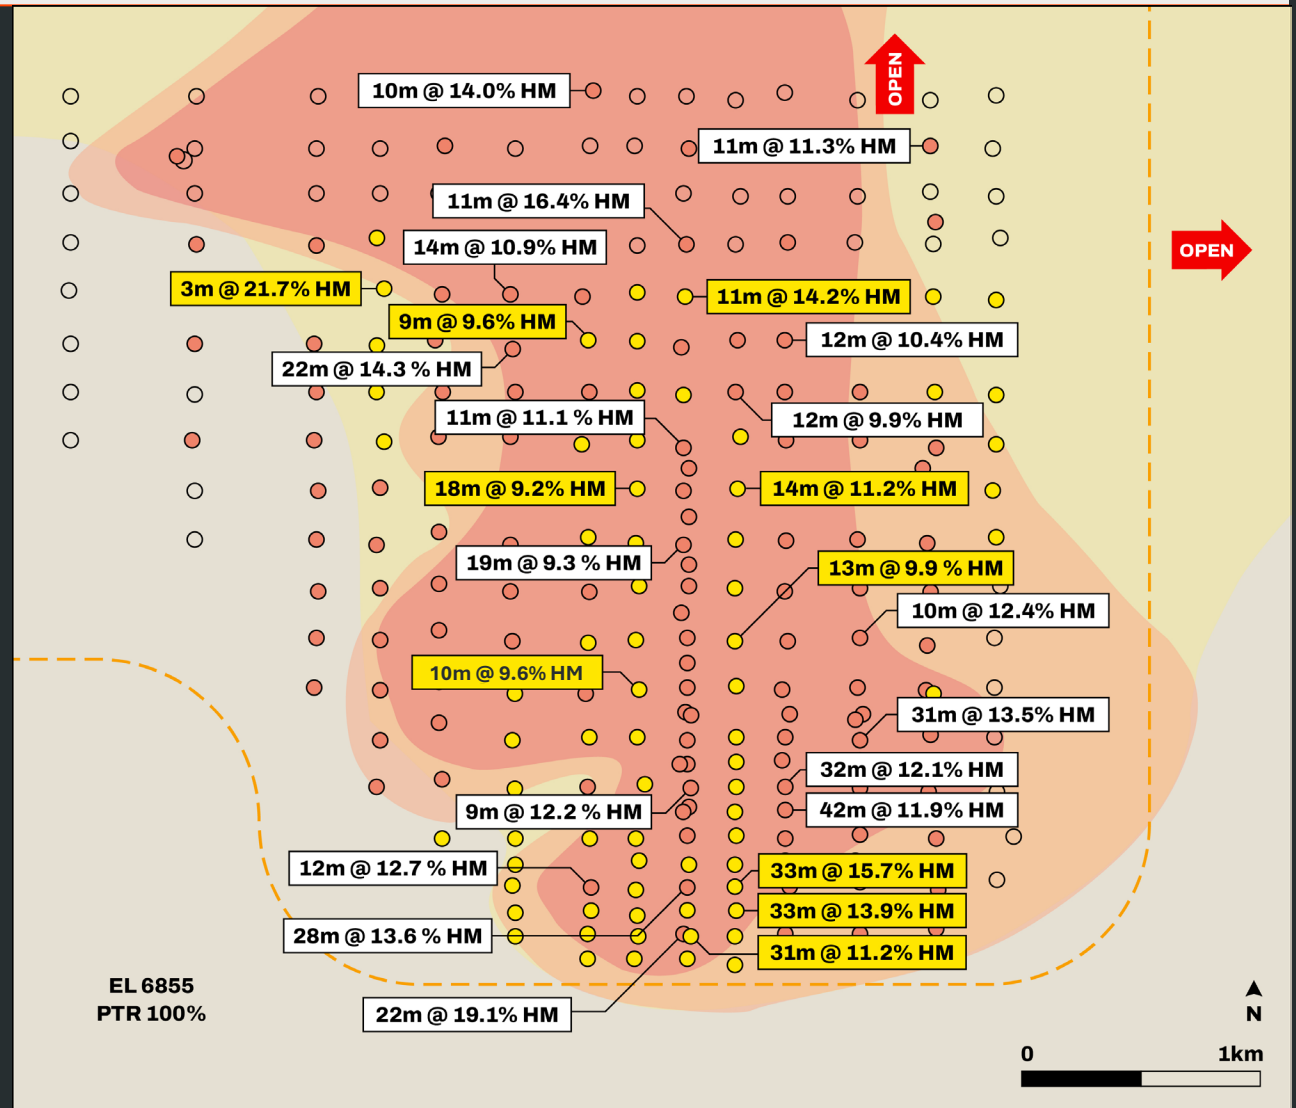 OPEN
10m @ 14.0% HM
11m @ 11.3% HM
11m @ 16.4% HM
14m @ 10.9% HM
OPEN
3m @ 21.7% HM
11m @ 14.2% HM
9m @ 9.6% HM
12m @ 10.4% HM
22m @ 14.3 % HM
11m @ 11.1 % HM
12m @ 9.9% HM
18m @ 9.2% HM
14m @ 11.2% HM
19m @ 9.3 % HM
13m @ 9.9 % HM
10m @ 12.4% HM
10m @ 9.6% HM
31m @ 13.5% HM
32m @ 12.1% HM
9m @ 12.2 % HM
42m @ 11.9% HM
12m @ 12.7 % HM
33m @ 15.7% HM
33m @ 13.9% HM
28m @ 13.6 % HM
31m @ 11.2% HM
EL 6855
PTR 100%
22m @ 19.1% HM
N
0 1km